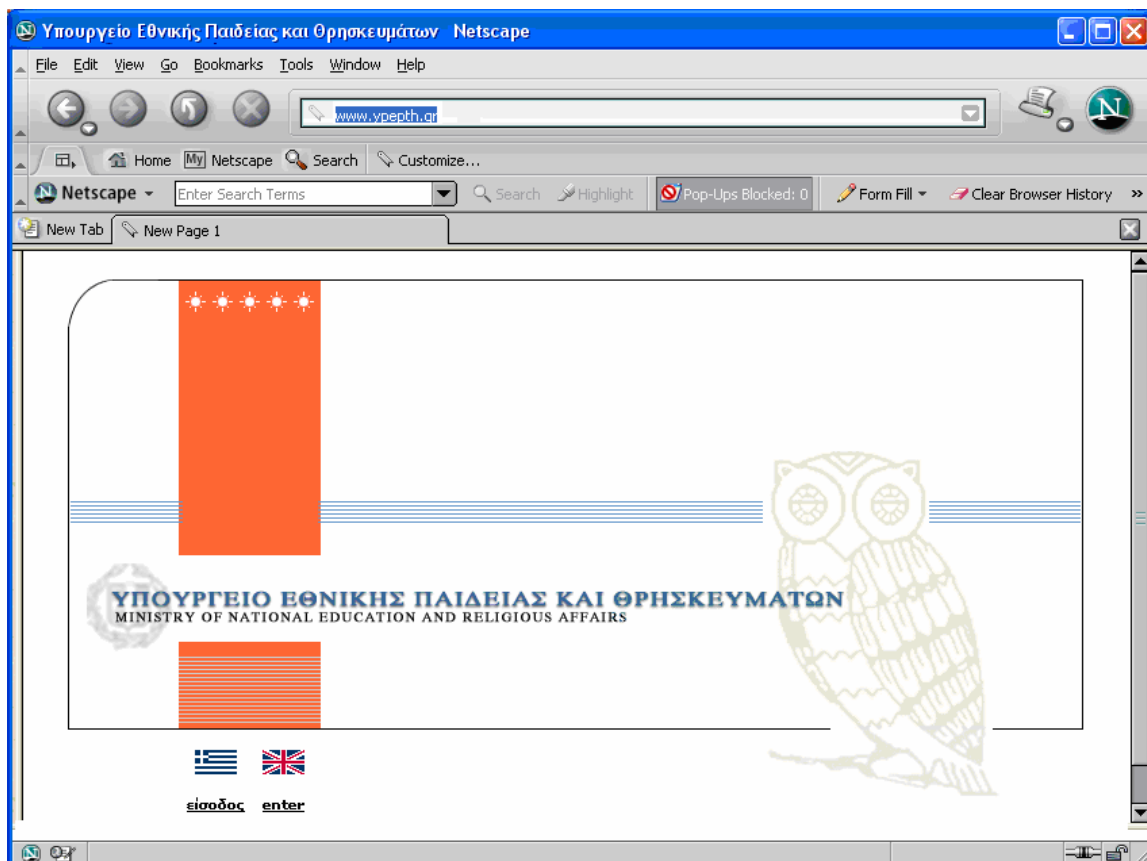 Υπουργείο Εθνικής Παιδείας και Θρησκευμάτων Netscape
File Edit View Go Bookmarks Tools Window Help
www.ypepth.gr
N
Home My Netscape Search Customize...
N Netscape Enter Search Terms Search Highlight Pop-Ups Blocked: 0 Form Fill Clear Browser History »
New Tab New Page 1
ΥΠΟΥΡΓΕΙΟ ΕΘΝΙΚΗΣ ΠΑΙΔΕΙΑΣ ΚΑΙ ΘΡΗΣΚΕΥΜΑΤΩΝ
MINISTRY OF NATIONAL EDUCATION AND RELIGIOUS AFFAIRS
είσοδος enter